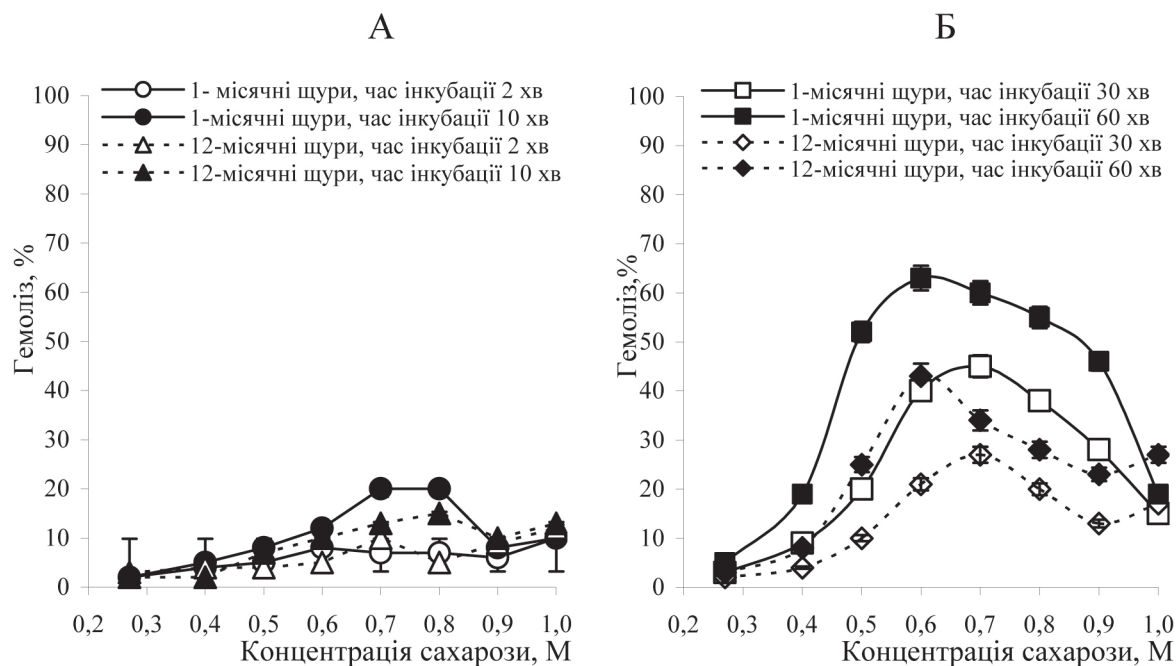 А
1- місячні щури, час інкубації 2 хв
1-місячні щури, час інкубації 10 хв
12-місячні щури, час інкубації 2 хв
12-місячні щури, час інкубації 10 хв
Гемоліз, %
100
90
80
70
60
50
40
30
20
10
0
0,2 0,3 0,4 0,5 0,6 0,7 0,8 0,9 1,0
Концентрація сахарози, М
Б
1-місячні щури, час інкубації 30 хв
1-місячні щури, час інкубації 60 хв
12-місячні щури, час інкубації 30 хв
12-місячні щури, час інкубації 60 хв
Гемоліз,%
100
90
80
70
60
50
40
30
20
10
0
0,2 0,3 0,4 0,5 0,6 0,7 0,8 0,9 1,0
Концентрація сахарози, М